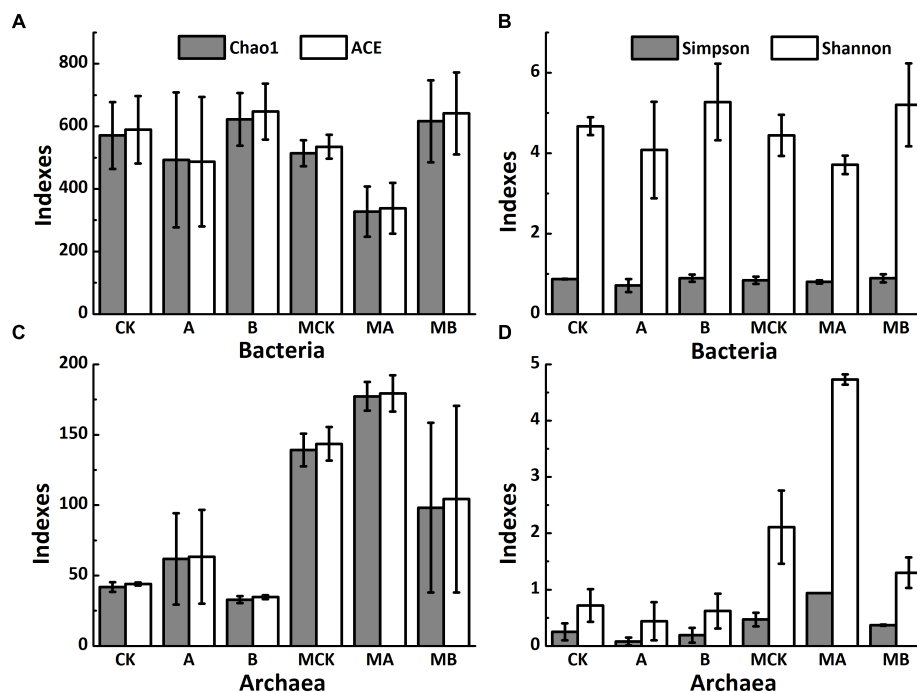 A
Chao1 ACE
800
600
400
200
0
Indexes
CK A B MCK MA MB
Bacteria
B
Simpson Shannon
6
4
2
0
Indexes
CK A B MCK MA MB
Bacteria
C
200
150
100
50
0
Indexes
CK A B MCK MA MB
Archaea
D
5
4
3
2
1
0
Indexes
CK A B MCK MA MB
Archaea